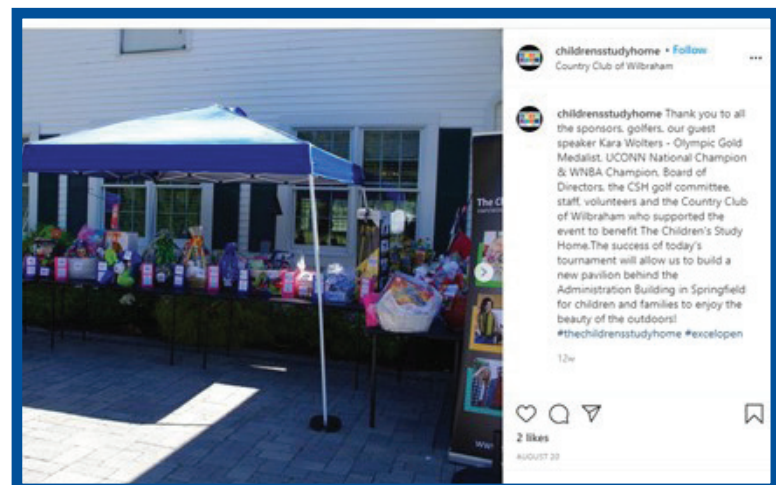 childrensstudyhome • Follow
Country Club of Wilbraham
childrensstudyhome Thank you to all
the sponsors, golfers, our guest
speaker Kara Wolters - Olympic Gold
Medalist, UCONN National Champion
& WNBA Champion, Board of
Directors, the CSH golf committee,
staff, volunteers and the Country Club
of Wilbraham who supported the
event to benefit The Children's Study
Home.The success of today's
tournament will allow us to build a
new pavilion behind the
Administration Building in Springfield
for children and families to enjoy the
beauty of the outdoors!
#thechildrensstudyhome #excelopen
12w
2 likes
AUGUST 20
The C